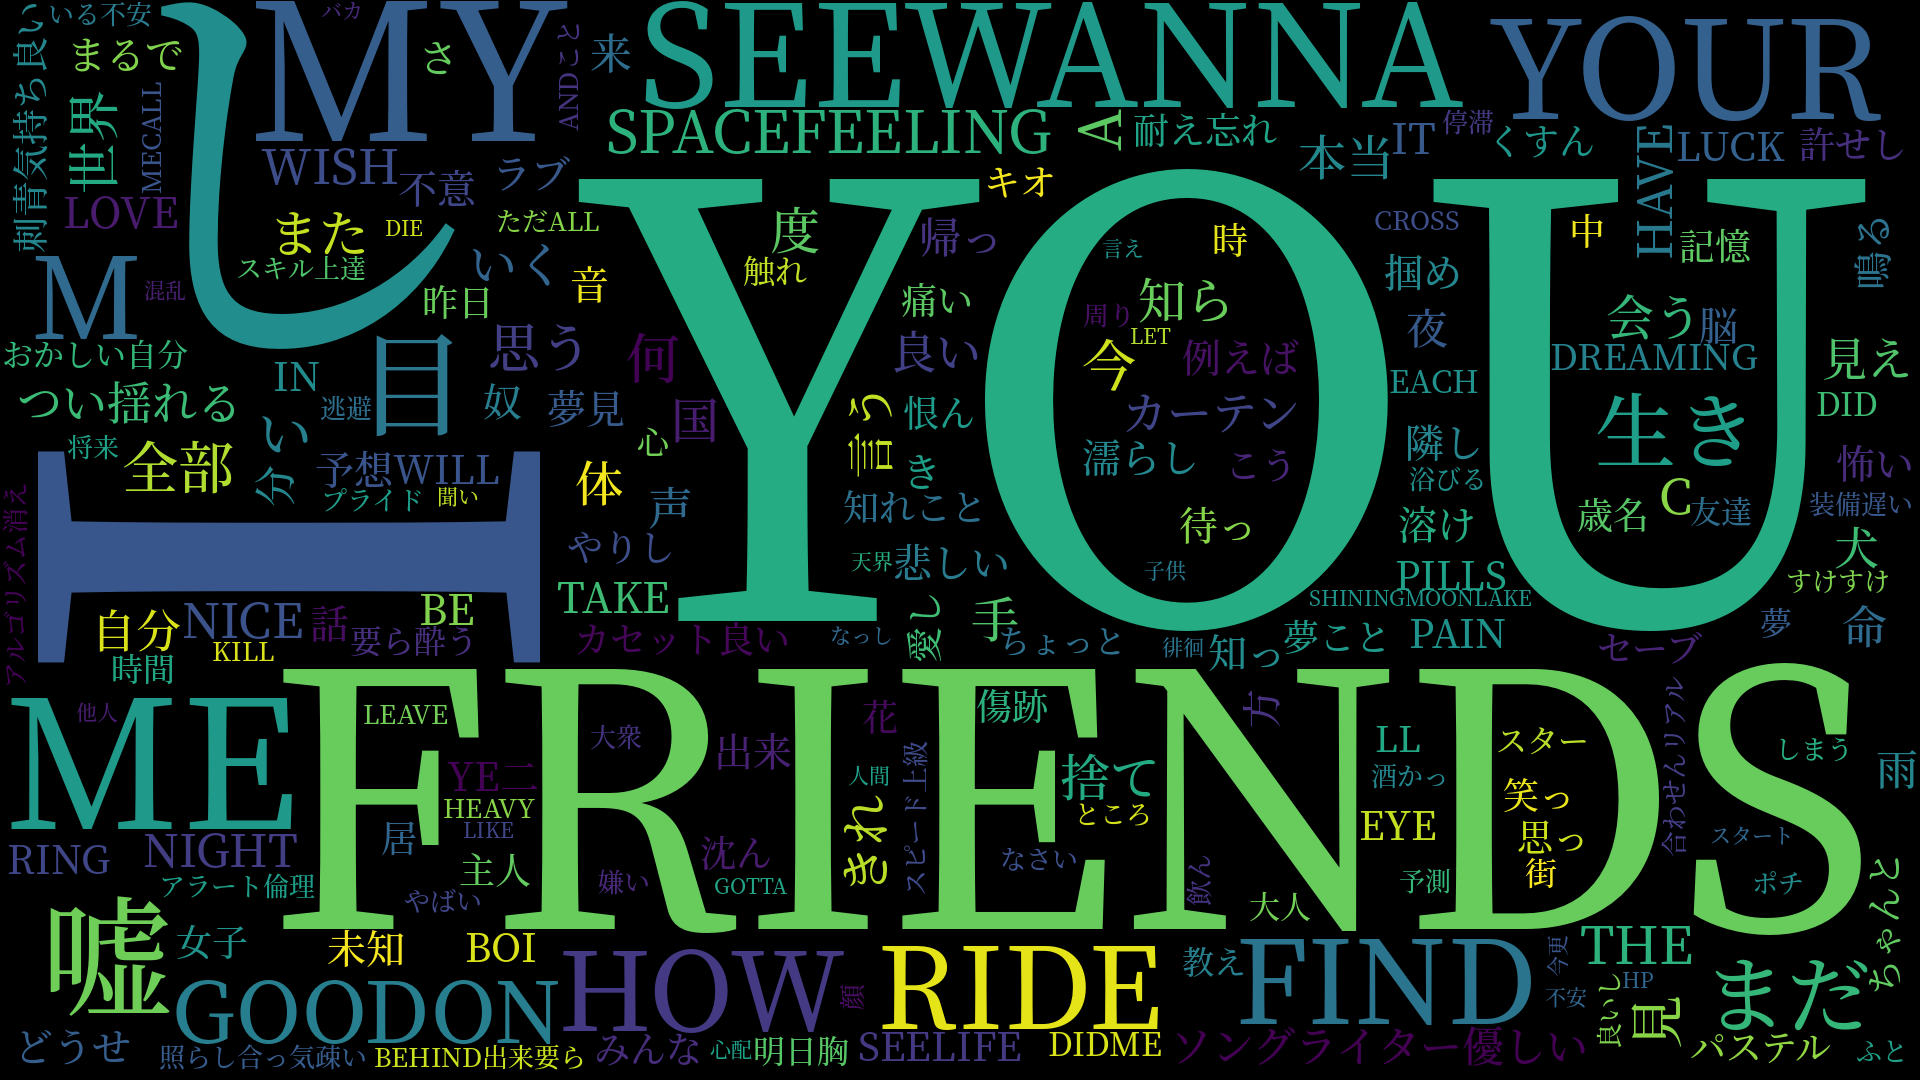 いる不安
バカ
MY
SEEWANNA
YOUR
し
刺青気持ち良い
まるで
さ
ANDとこ
来
世界
MECALL
SPACEFEELING
A
耐え忘れ
本当
IT
停滞
くすん
HAVE
LUCK
許せし
WISH
不意
ラブ
キオ
LOVE
また
DIE
ただALL
度
帰っ
時
CROSS
中
記憶
鳴る
M
混乱
スキル上達
いく
音
触れ
言え
掴め
昨日
痛い
知ら
周り
LET
会う
脳
YOU
おかしい自分
目
思う
何
良い
今
例えば
夜
DREAMING
見え
IN
つい揺れる
逃避
奴
夢見
国
言う
恨ん
カーテン
EACH
生き
DID
分い
将来
全部
予想WILL
心
き
濡らし
こう
隣し
怖い
プライド
聞い
体
声
知れこと
待っ
浴びる
歳名
C
友達
装備遅い
溶け
I
アルゴリズム消え
やりし
天界
悲しい
子供
犬
PILLS
すけすけ
TAKE
SHININGMOONLAKE
自分
NICE
話
BE
要ら酔う
KILL
カセット良い
なっし
愛し
手
ちょっと
徘徊
知っ
夢こと
PAIN
セーブ
夢
命
時間
FRIENDS
ME
他人
LEAVE
大衆
出来
花
傷跡
方
LL
スター
合わせんリアル
しまう
雨
YE二
HEAVY
LIKE
人間
スピード上級
捨て
ところ
酒かっ
笑っ
EYE
思っ
スタート
RING
NIGHT
居
主人
沈ん
きれ
なさい
街
アラート倫理
やばい
嫌い
GOTTA
飲ん
大人
予測
ポチ
ちゃんと
嘘
女子
未知
BOI
HOW
RIDE
教え
FIND
今更
THE
まだ
GOODON
顔
不安
HP
良いし
見
どうせ
照らし合っ気疎い
BEHIND出来要ら
みんな
心配
明日胸
SEELIFE
DIDME
ソングライター優しい
パステル
ふと